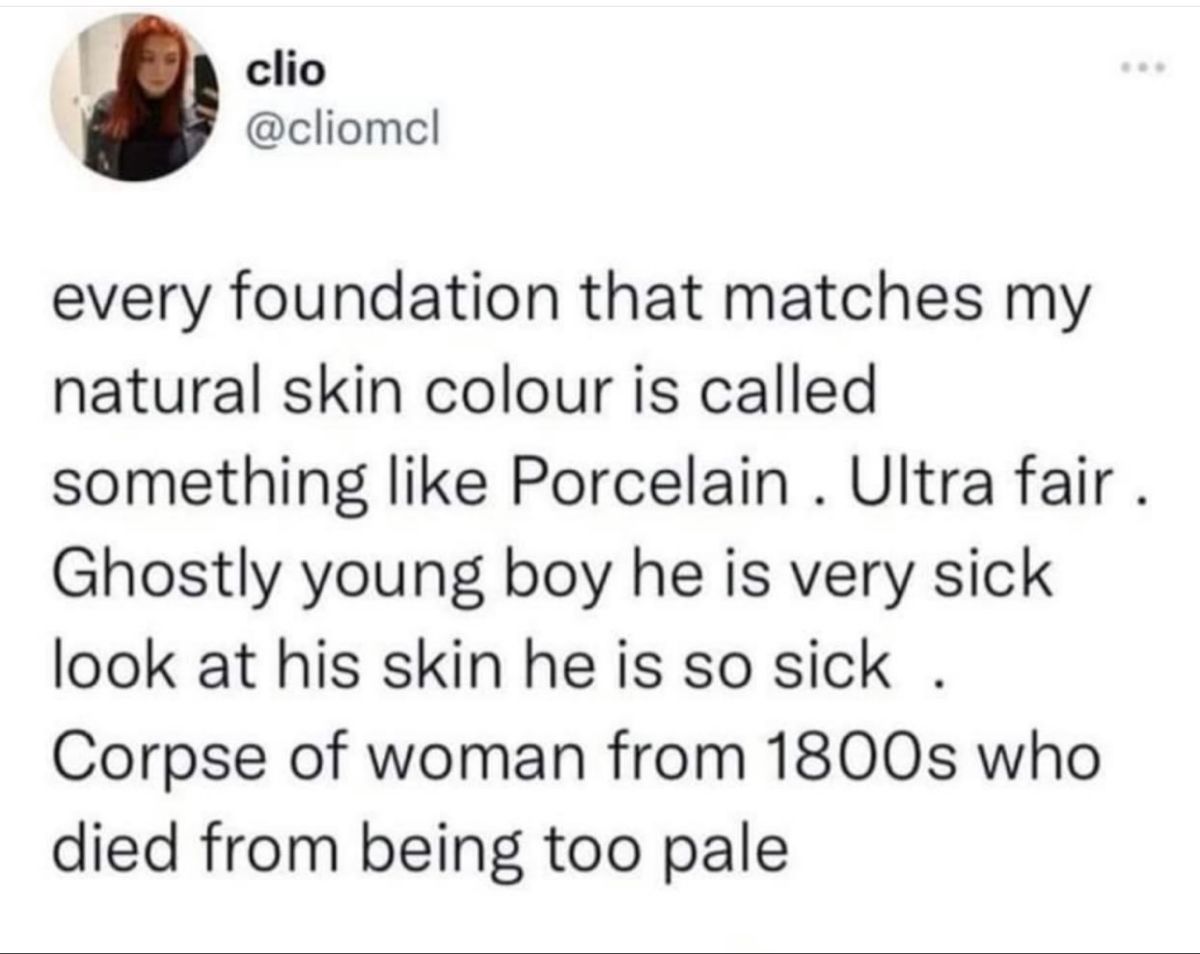 clio
@cliomcl
every foundation that matches my
natural skin colour is called
something like Porcelain . Ultra fair .
Ghostly young boy he is very sick
look at his skin he is so sick  .
Corpse of woman from 1800s who
died from being too pale